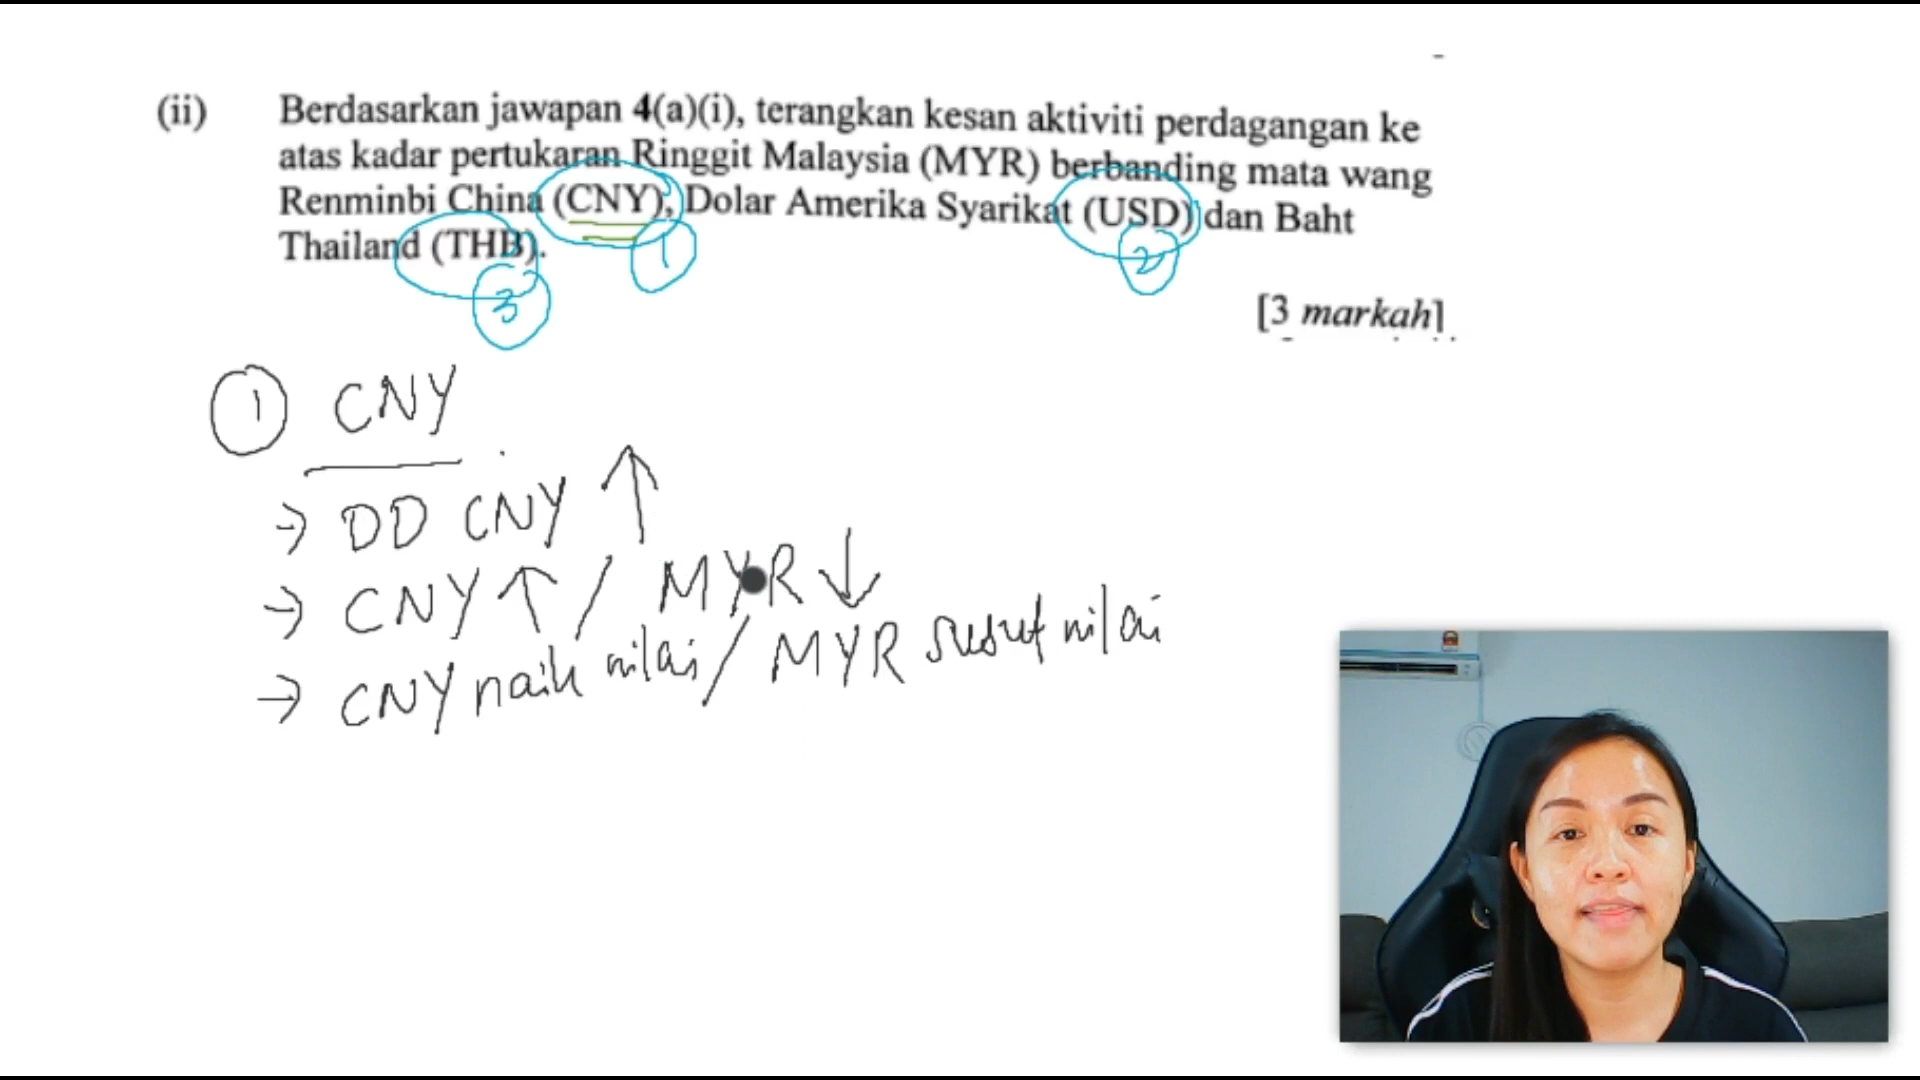 (ii) Berdasarkan jawapan 4(a)(i), terangkan kesan aktiviti perdagangan ke
atas kadar pertukaran Ringgit Malaysia (MYR) berbanding mata wang
Renminbi China (CNY), Dolar Amerika Syarikat (USD) dan Baht
Thailand (THB).
1
2
3
[3 markah]
1 CNY
→ DD CNY ↑
→ CNY ↑ / MYR ↓
→ CNY naik nilai / MYR susut nilai